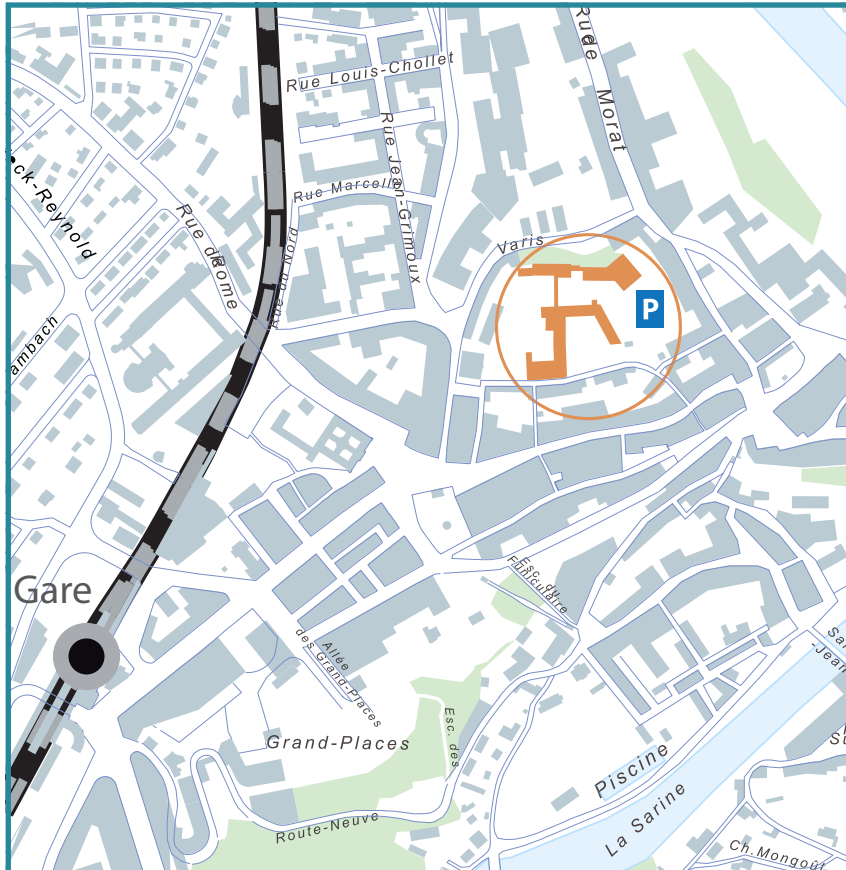 Rue de
Morat
Rue Louis-Chollet
Rue Jean-Grimoux
Rue Marcello
ck-Reynold
Rue de
Rome
Rue du Nord
Varis
P
ambach
Gare
Esc. du
Funiculaire
Allée
des Grand-Places
Grand-Places
Esc. des
Route-Neuve
Piscine
La Sarine
Jean
Ch.Mongoût